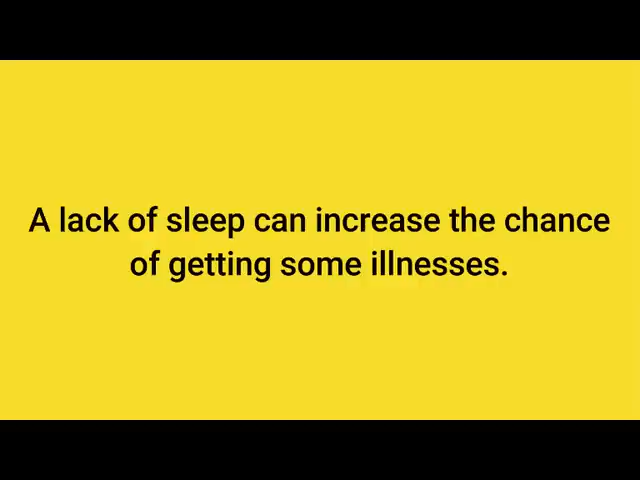 A lack of sleep can increase the chance
of getting some illnesses.